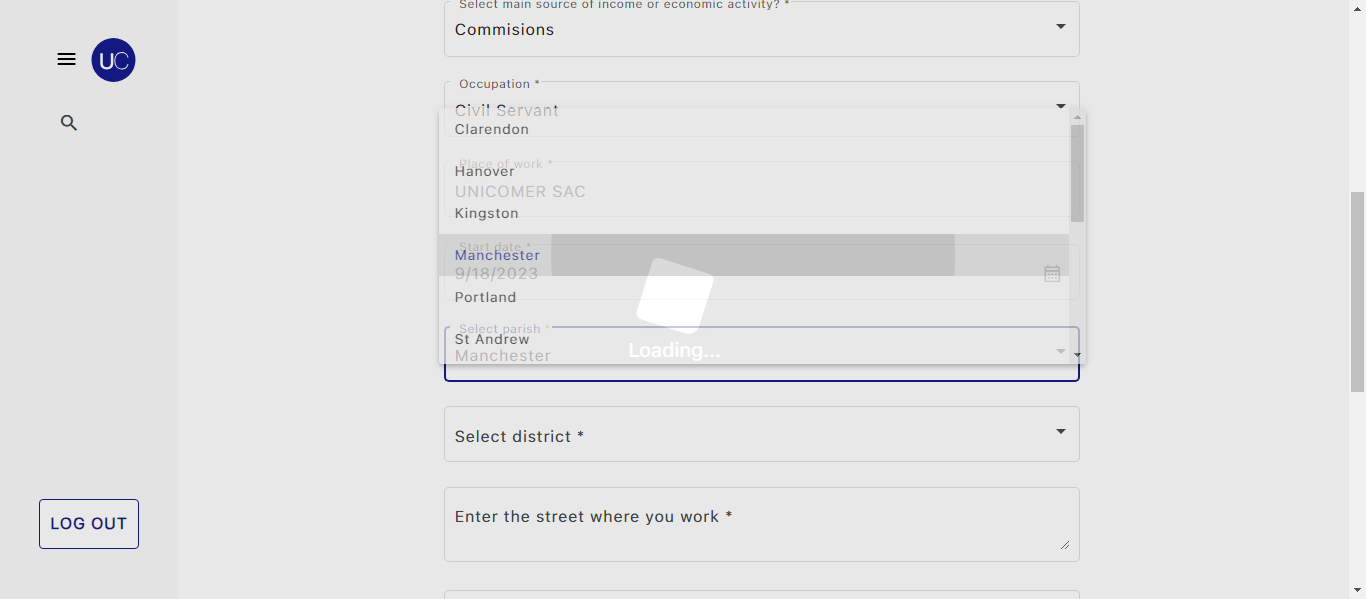 Select main source of income or economic activity? *
Commisions
UC
Occupation *
Civil Servant
Clarendon
Place of work *
Hanover
UNICOMER SAC
Kingston
Start date *
Manchester
9/18/2023
Portland
Select parish *
St Andrew
Loading...
Manchester
Select district *
Enter the street where you work *
LOG OUT